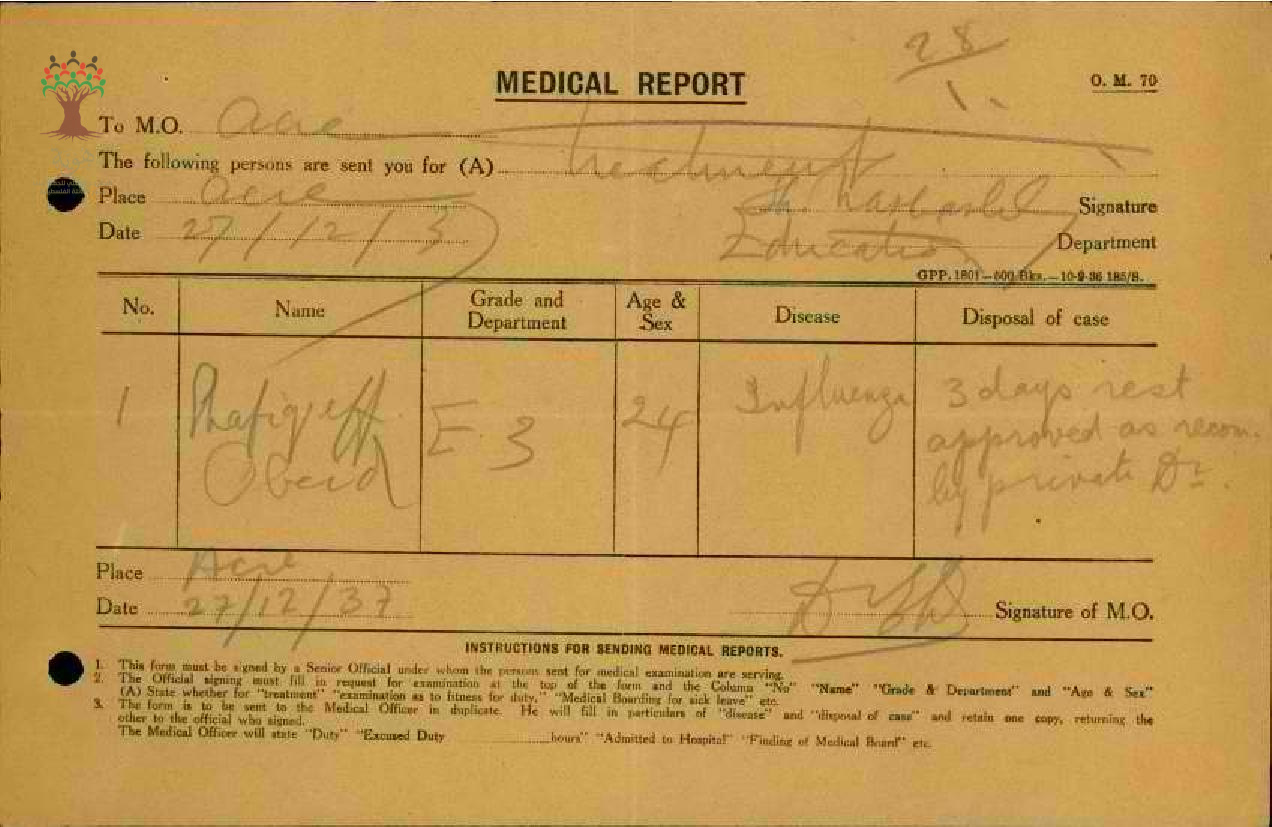 28
1.
MEDICAL REPORT
O. M. 70
To M.O. Acre
The following persons are sent you for (A) treatment
Place Acre
Signature
Date 27/12/3
Education Department
GPP. 1801—600 Bks.—10-9-36 185/S.
No. Name Grade and Department Age & Sex Disease Disposal of case
1 Rafiq eff Obeid E 3 24 Influenza 3 days rest approved as recom. by private Dr.
Place Acre
Date 27/12/37
Signature of M.O.
INSTRUCTIONS FOR SENDING MEDICAL REPORTS.
1. This form must be signed by a Senior Official under whom the persons sent for medical examination are serving.
2. The Official signing must fill in request for examination at the top of the form and the Column "No" "Name" "Grade & Department" and "Age & Sex"
(A) State whether for "treatment" "examination as to fitness for duty," "Medical Boarding for sick leave" etc.
3. The form is to be sent to the Medical Officer in duplicate. He will fill in particulars of "disease" and "disposal of case" and retain one copy, returning the
other to the official who signed.
The Medical Officer will state "Duty" "Excused Duty ............hours" "Admitted to Hospital" "Finding of Medical Board" etc.